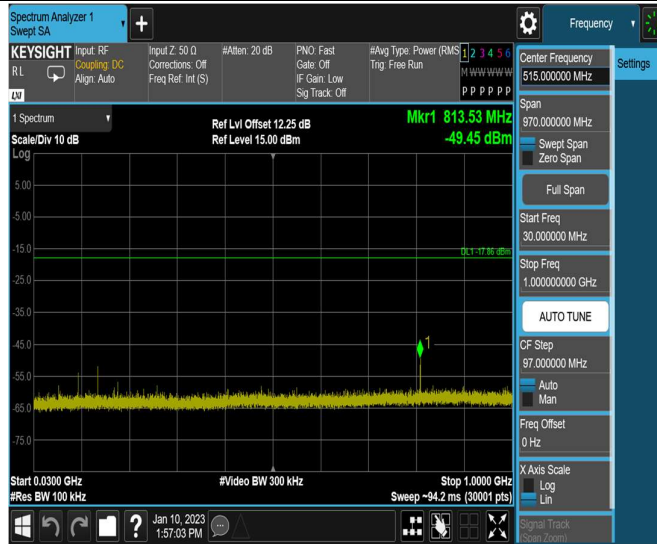 Spectrum Analyzer 1
Swept SA
+
Frequency
KEYSIGHT
RL
LXI
Input: RF
Coupling: DC
Align: Auto
Input Z: 50 Ω
Corrections: Off
Freq Ref: Int (S)
#Atten: 20 dB
PNO: Fast
Gate: Off
IF Gain: Low
Sig Track: Off
#Avg Type: Power (RMS
Trig: Free Run
1 2 3 4 5 6
M W W W W W
P P P P P P
Center Frequency
515.000000 MHz
Settings
1 Spectrum
Scale/Div 10 dB
Log
Ref Lvl Offset 12.25 dB
Ref Level 15.00 dBm
Mkr1 813.53 MHz
-49.45 dBm
Span
970.000000 MHz
Swept Span
Zero Span
Full Span
Start Freq
30.000000 MHz
Stop Freq
1.000000000 GHz
AUTO TUNE
CF Step
97.000000 MHz
Auto
Man
Freq Offset
0 Hz
X Axis Scale
Log
Lin
Signal Track
(Span Zoom)
5.00
-5.00
-15.0
DL1 -17.86 dBm
-25.0
-35.0
-45.0
1
-55.0
-65.0
-75.0
Start 0.0300 GHz
#Res BW 100 kHz
#Video BW 300 kHz
Stop 1.0000 GHz
Sweep ~94.2 ms (30001 pts)
?
Jan 10, 2023
1:57:03 PM